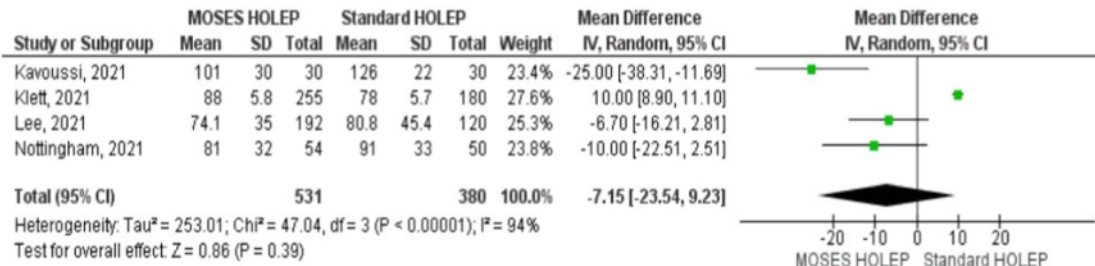 MOSES HOLEP Standard HOLEP Mean Difference Mean Difference
Study or Subgroup Mean SD Total Mean SD Total Weight IV, Random, 95% CI IV, Random, 95% CI
Kavoussi, 2021 101 30 30 126 22 30 23.4% -25.00 [-38.31, -11.69]
Klett, 2021 88 5.8 255 78 5.7 180 27.6% 10.00 [8.90, 11.10]
Lee, 2021 74.1 35 192 80.8 45.4 120 25.3% -6.70 [-16.21, 2.81]
Nottingham, 2021 81 32 54 91 33 50 23.8% -10.00 [-22.51, 2.51]
Total (95% CI) 531 380 100.0% -7.15 [-23.54, 9.23]
Heterogeneity: Tau² = 253.01; Chi² = 47.04, df = 3 (P < 0.00001); I² = 94%
Test for overall effect: Z = 0.86 (P = 0.39)
-20 -10 0 10 20
MOSES HOLEP Standard HOLEP